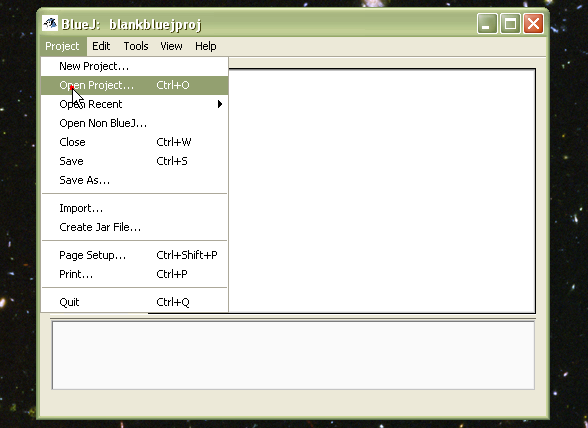 BlueJ: blankbluejproj
Project Edit Tools View Help
New Project...
Open Project... Ctrl+O
Open Recent
Open Non BlueJ...
Close Ctrl+W
Save Ctrl+S
Save As...
Import...
Create Jar File...
Page Setup... Ctrl+Shift+P
Print... Ctrl+P
Quit Ctrl+Q